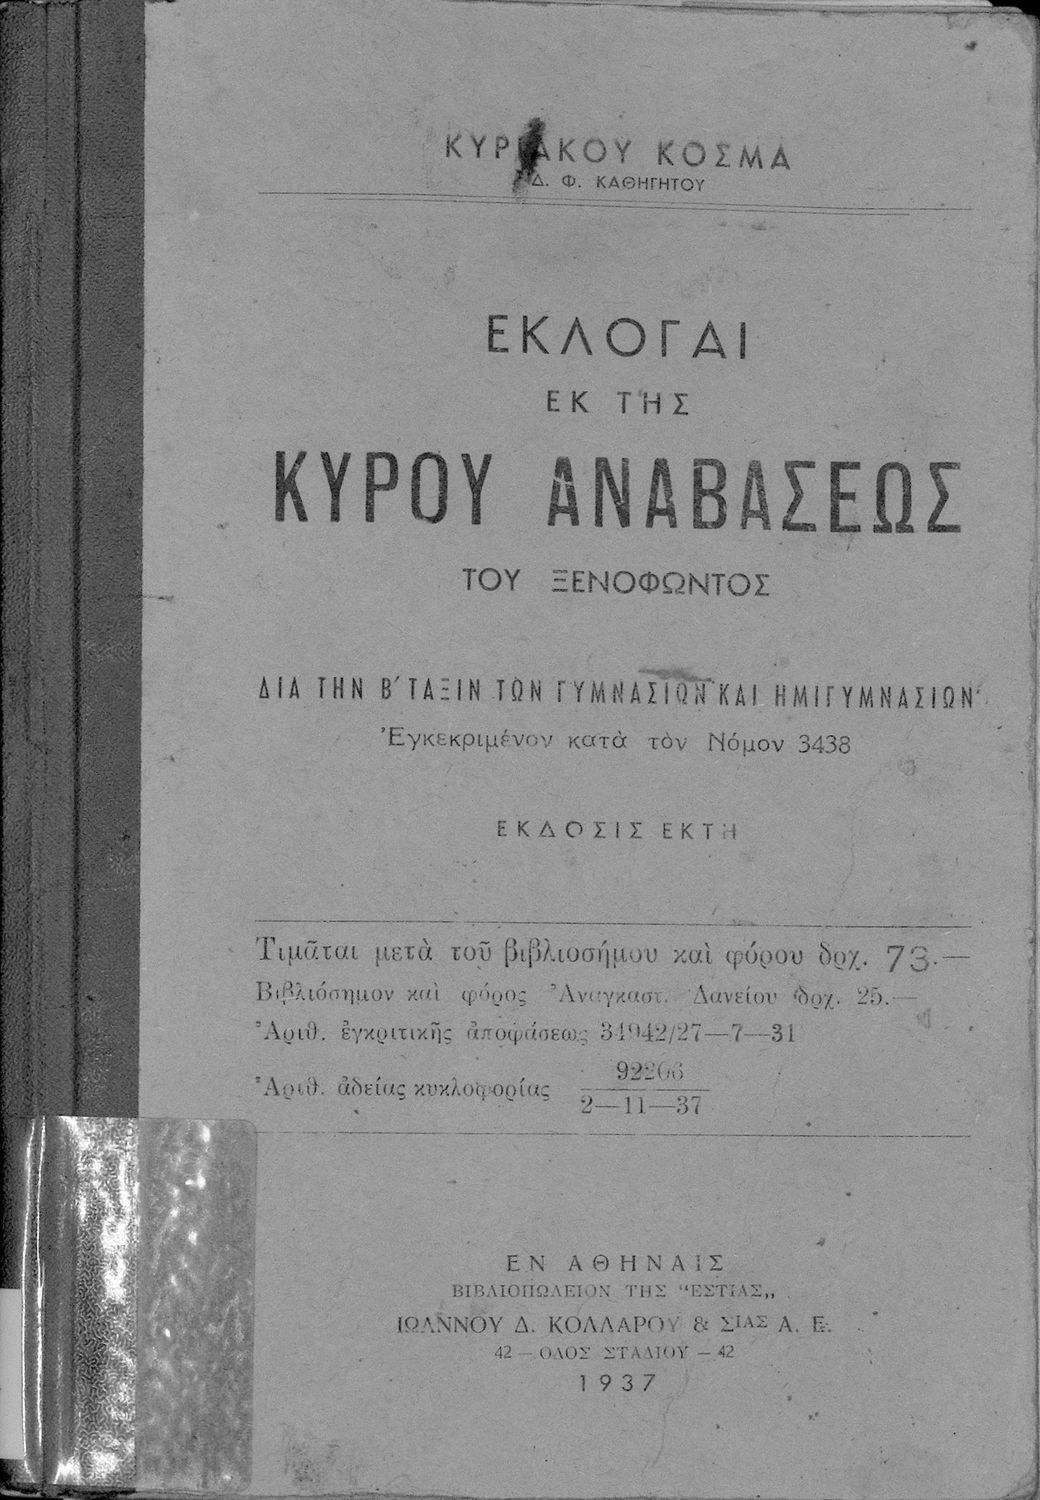 ΚΥΡΙΑΚΟΥ ΚΟΣΜΑ
Δ. Φ. ΚΑΘΗΓΗΤΟΥ
ΕΚΛΟΓΑΙ
ΕΚ ΤΗΣ
ΚΥΡΟΥ ΑΝΑΒΑΣΕΩΣ
ΤΟΥ ΞΕΝΟΦΩΝΤΟΣ
ΔΙΑ ΤΗΝ Β΄ ΤΑΞΙΝ ΤΩΝ ΓΥΜΝΑΣΙΩΝ ΚΑΙ ΗΜΙΓΥΜΝΑΣΙΩΝ
Ἐγκεκριμένον κατὰ τὸν Νόμον 3438
ΕΚΔΟΣΙΣ ΕΚΤΗ
Τιμᾶται μετὰ τοῦ βιβλιοσήμου καὶ φόρου δρχ. 73.—
Βιβλιόσημον καὶ φόρος Ἀναγκαστ. Δανείου δρχ. 25.—
Ἀριθ. ἐγκριτικῆς ἀποφάσεως 34942/27—7—31
Ἀριθ. ἀδείας κυκλοφορίας 92266
2—11—37
ΕΝ ΑΘΗΝΑΙΣ
ΒΙΒΛΙΟΠΩΛΕΙΟΝ ΤΗΣ “ΕΣΤΙΑΣ„
ΙΩΑΝΝΟΥ Δ. ΚΟΛΛΑΡΟΥ & ΣΙΑΣ Α. Ε.
42 — ΟΔΟΣ ΣΤΑΔΙΟΥ — 42
1937